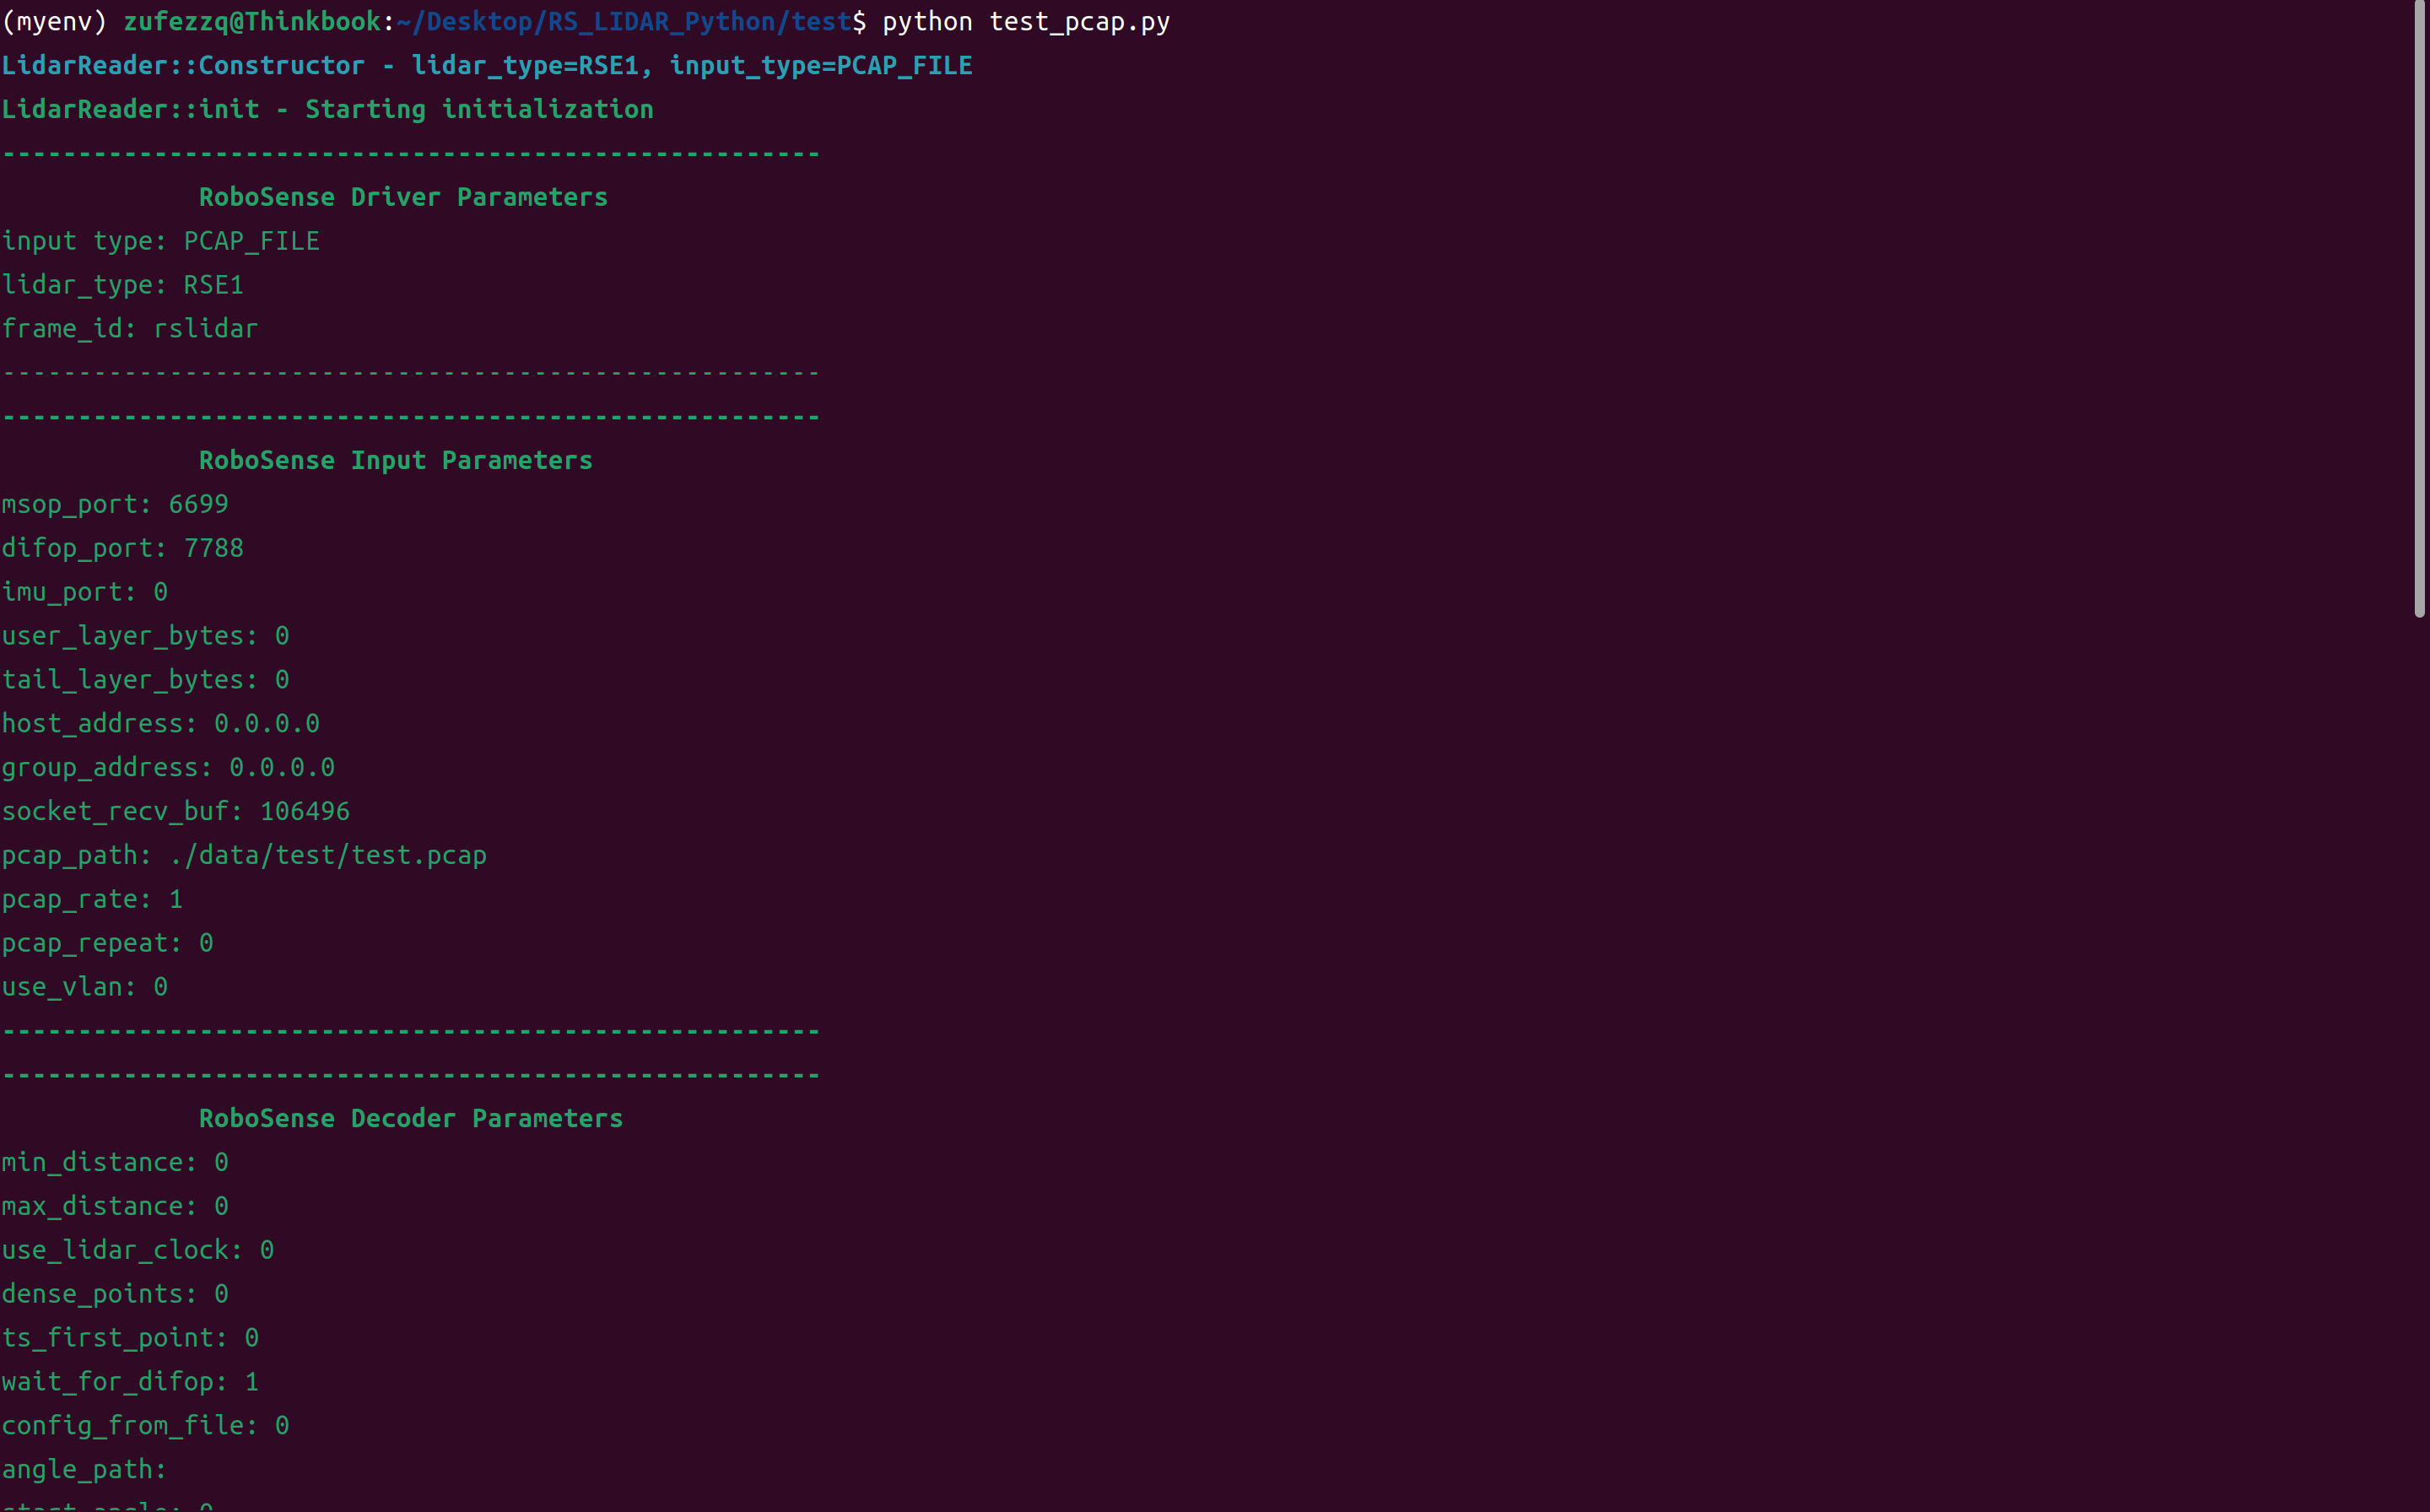 (myenv) zufezzq@Thinkbook:~/Desktop/RS_LIDAR_Python/test$ python test_pcap.py
LidarReader::Constructor - lidar_type=RSE1, input_type=PCAP_FILE
LidarReader::init - Starting initialization
------------------------------------------------------
RoboSense Driver Parameters
input type: PCAP_FILE
lidar_type: RSE1
frame_id: rslidar
------------------------------------------------------
------------------------------------------------------
RoboSense Input Parameters
msop_port: 6699
difop_port: 7788
imu_port: 0
user_layer_bytes: 0
tail_layer_bytes: 0
host_address: 0.0.0.0
group_address: 0.0.0.0
socket_recv_buf: 106496
pcap_path: ./data/test/test.pcap
pcap_rate: 1
pcap_repeat: 0
use_vlan: 0
------------------------------------------------------
------------------------------------------------------
RoboSense Decoder Parameters
min_distance: 0
max_distance: 0
use_lidar_clock: 0
dense_points: 0
ts_first_point: 0
wait_for_difop: 1
config_from_file: 0
angle_path:
start_angle: 0